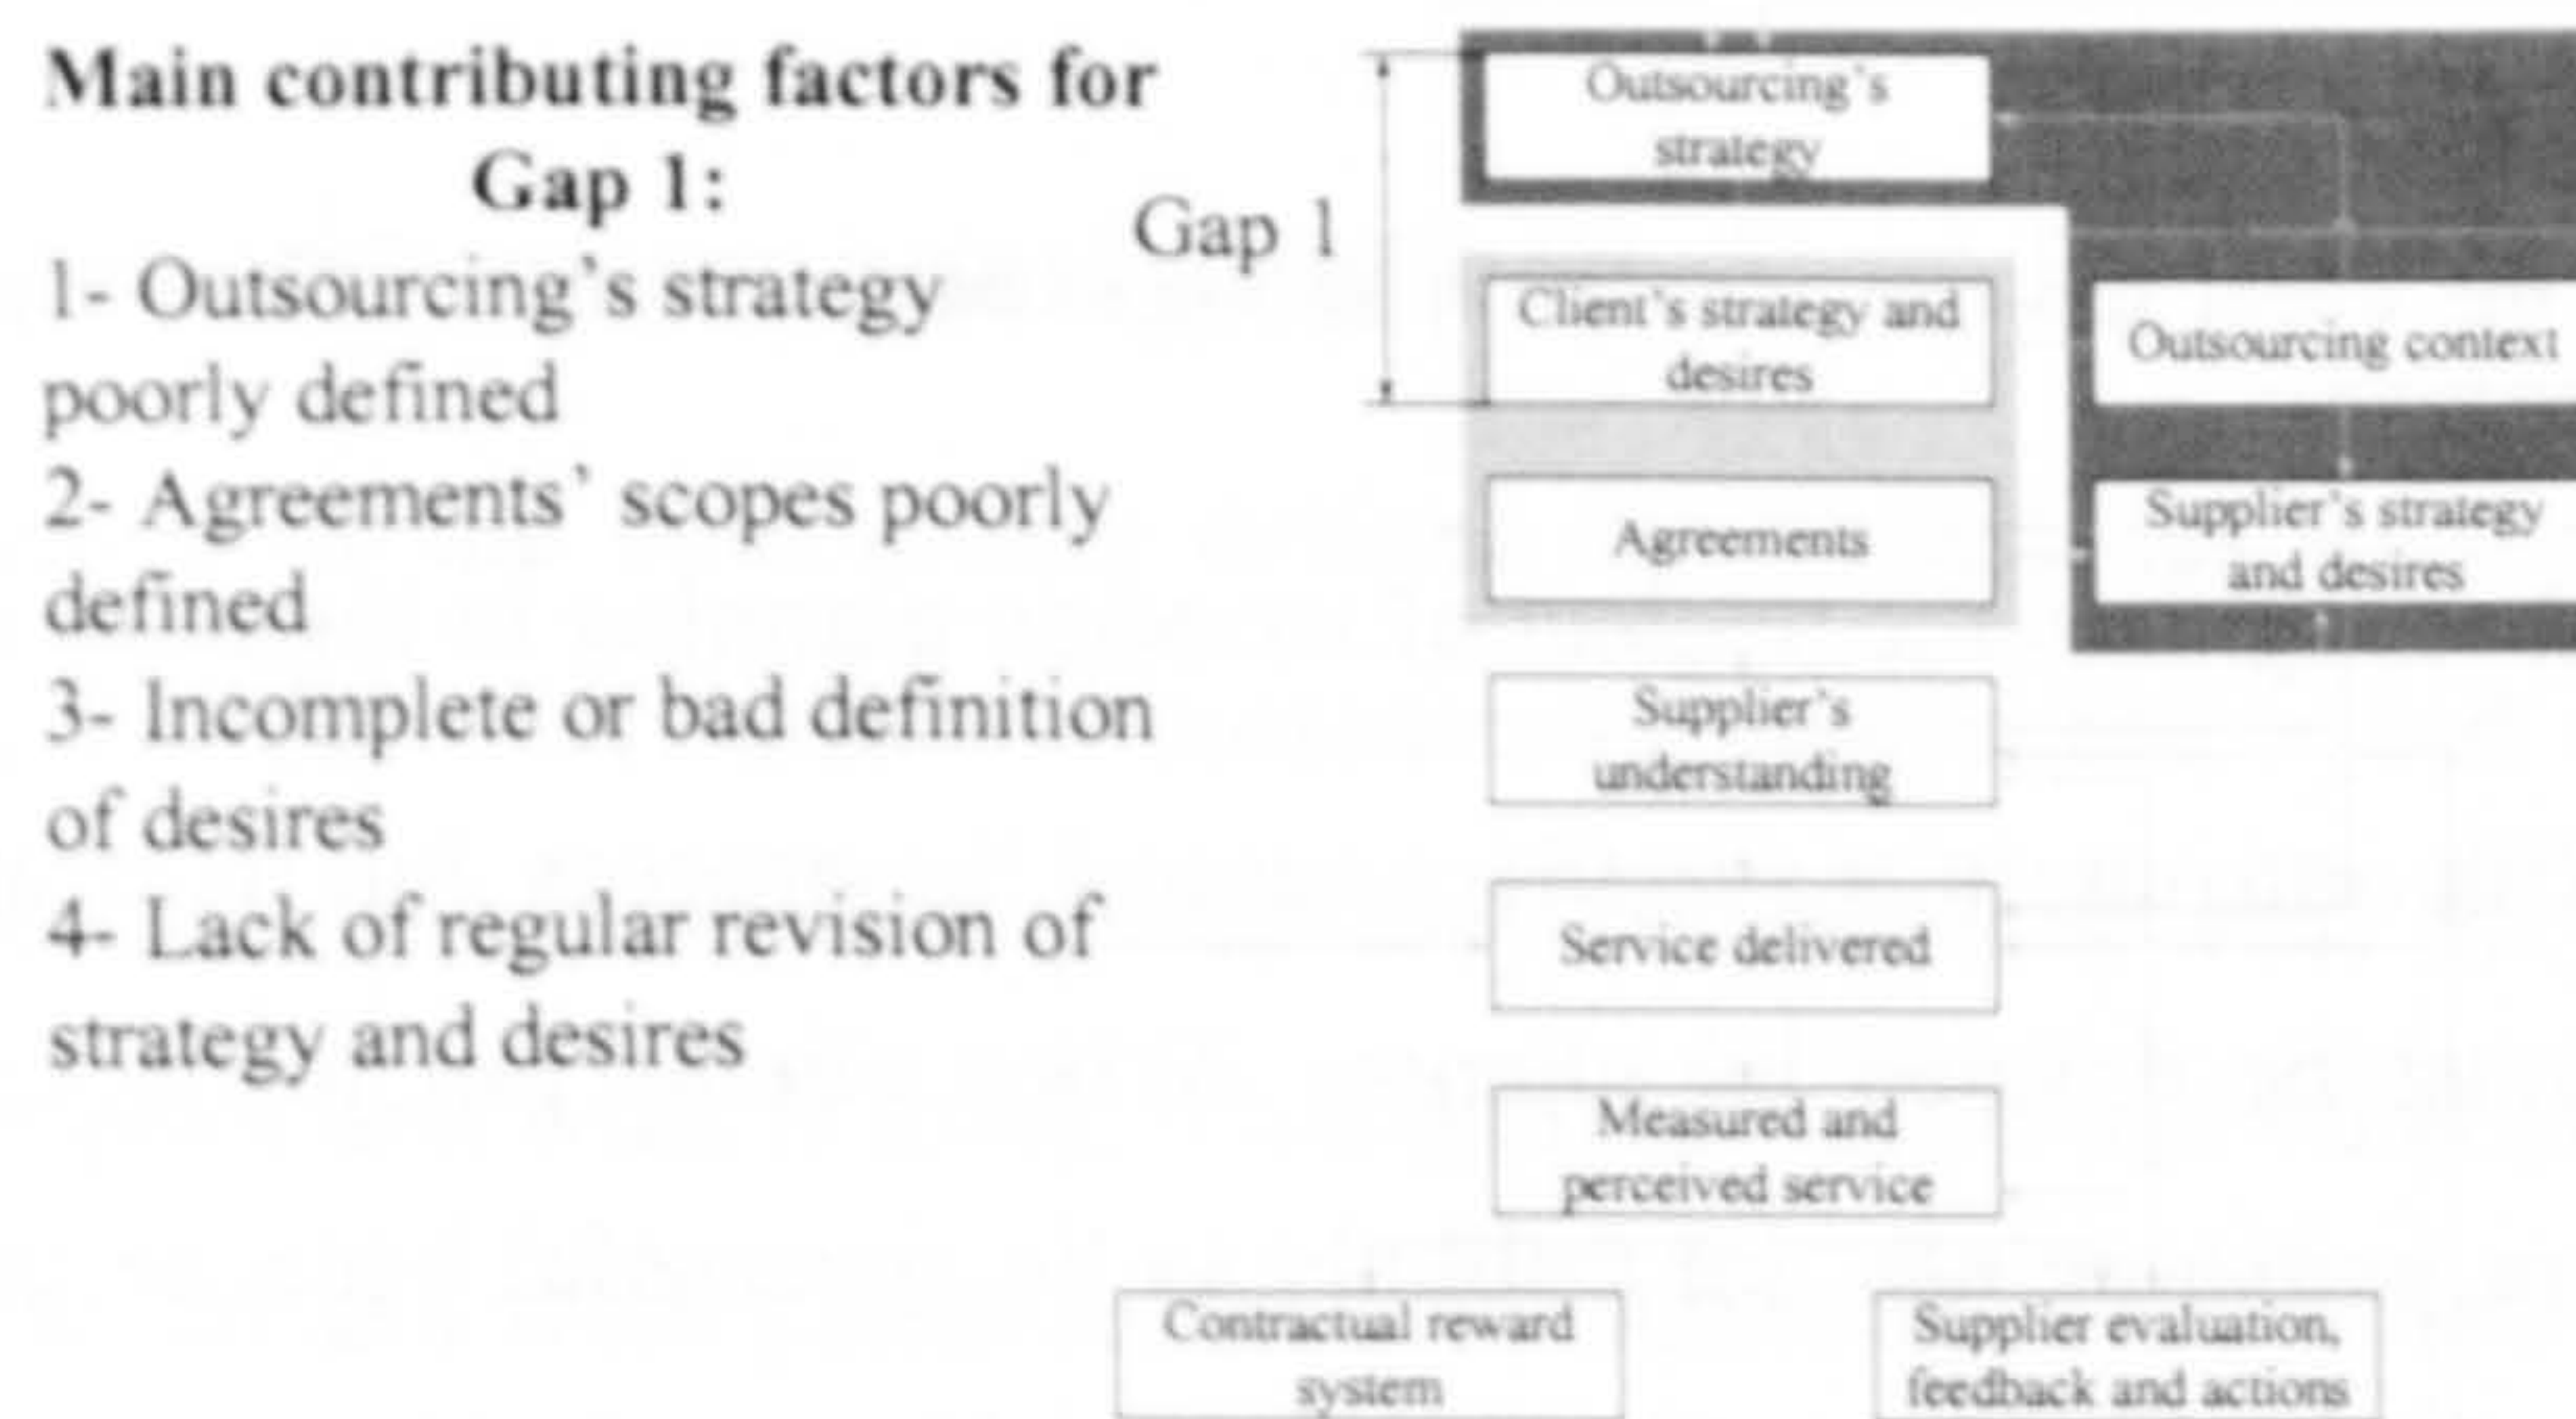 Main contributing factors for
Gap 1:
1- Outsourcing's strategy
poorly defined
2- Agreements' scopes poorly
defined
3- Incomplete or bad definition
of desires
4- Lack of regular revision of
strategy and desires
Gap 1
Outsourcing's
strategy
Client's strategy and
desires
Outsourcing context
Agreements
Supplier's strategy
and desires
Supplier's
understanding
Service delivered
Measured and
perceived service
Contractual reward
system
Supplier evaluation,
feedback and actions